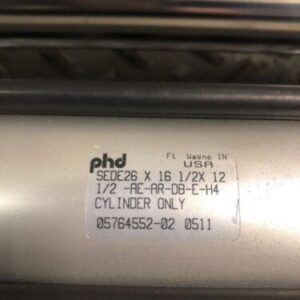 phd Ft Wayne IN
USA
SEDE26 X 16 1/2X 12
1/2 -AE-AR-DB-E-H4
CYLINDER ONLY
05764552-02 0511